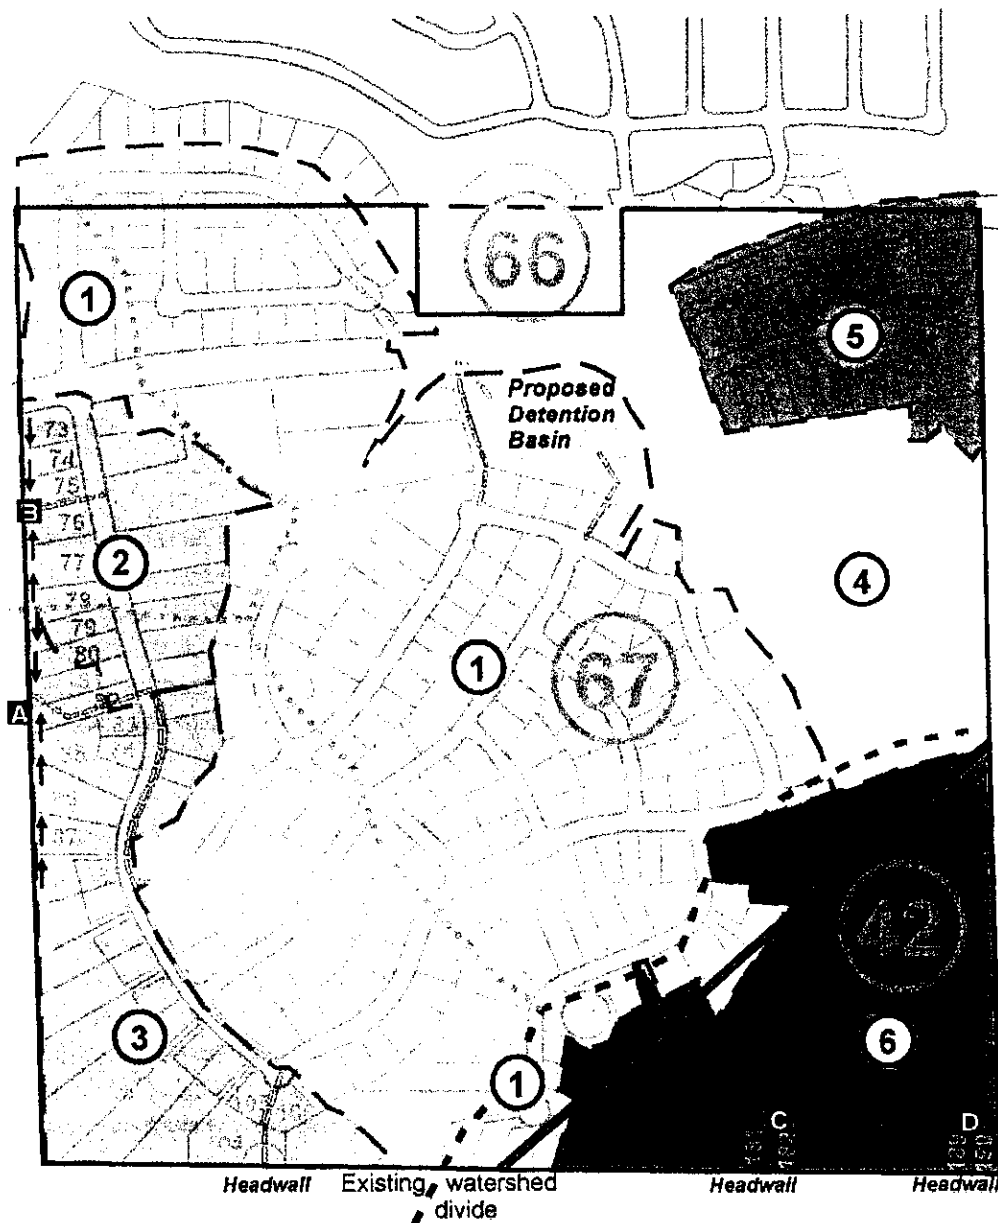 66
1
5
Proposed
Detention
Basin
73
74
75
B
76
2
77
4
78
79
1
67
80
A
42
3
6
1
C
D
Headwall
Existing watershed
divide
Headwall
Headwall